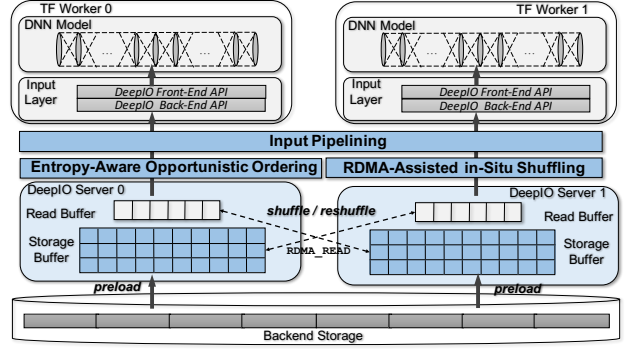 TF Worker 0
DNN Model
... ... ...
Input
Layer
DeepIO Front-End API
DeepIO Back-End API
TF Worker 1
DNN Model
... ... ...
Input
Layer
DeepIO Front-End API
DeepIO Back-End API
Input Pipelining
Entropy-Aware Opportunistic Ordering
RDMA-Assisted in-Situ Shuffling
DeepIO Server 0
Read Buffer
Storage
Buffer
shuffle / reshuffle
RDMA_READ
DeepIO Server 1
Read Buffer
Storage
Buffer
preload
preload
Backend Storage